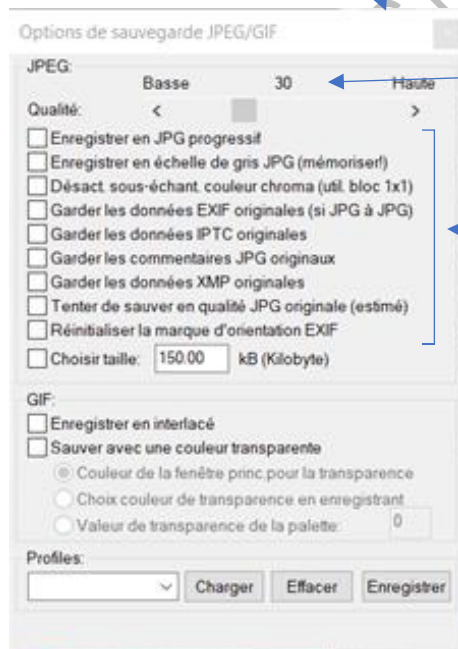 Options de sauvegarde JPEG/GIF
JPEG:
Basse 30 Haute
Qualité: < >
Enregistrer en JPG progressif
Enregistrer en échelle de gris JPG (mémoriser!)
Désact. sous-échant. couleur chroma (util. bloc 1x1)
Garder les données EXIF originales (si JPG à JPG)
Garder les données IPTC originales
Garder les commentaires JPG originaux
Garder les données XMP originales
Tenter de sauver en qualité JPG originale (estimé)
Réinitialiser la marque d'orientation EXIF
Choisir taille: 150.00 kB (Kilobyte)
GIF:
Enregistrer en interlacé
Sauver avec une couleur transparente
Couleur de la fenêtre princ.pour la transparence
Choix couleur de transparence en enregistrant
Valeur de transparence de la palette: 0
Profiles:
Charger Effacer Enregistrer